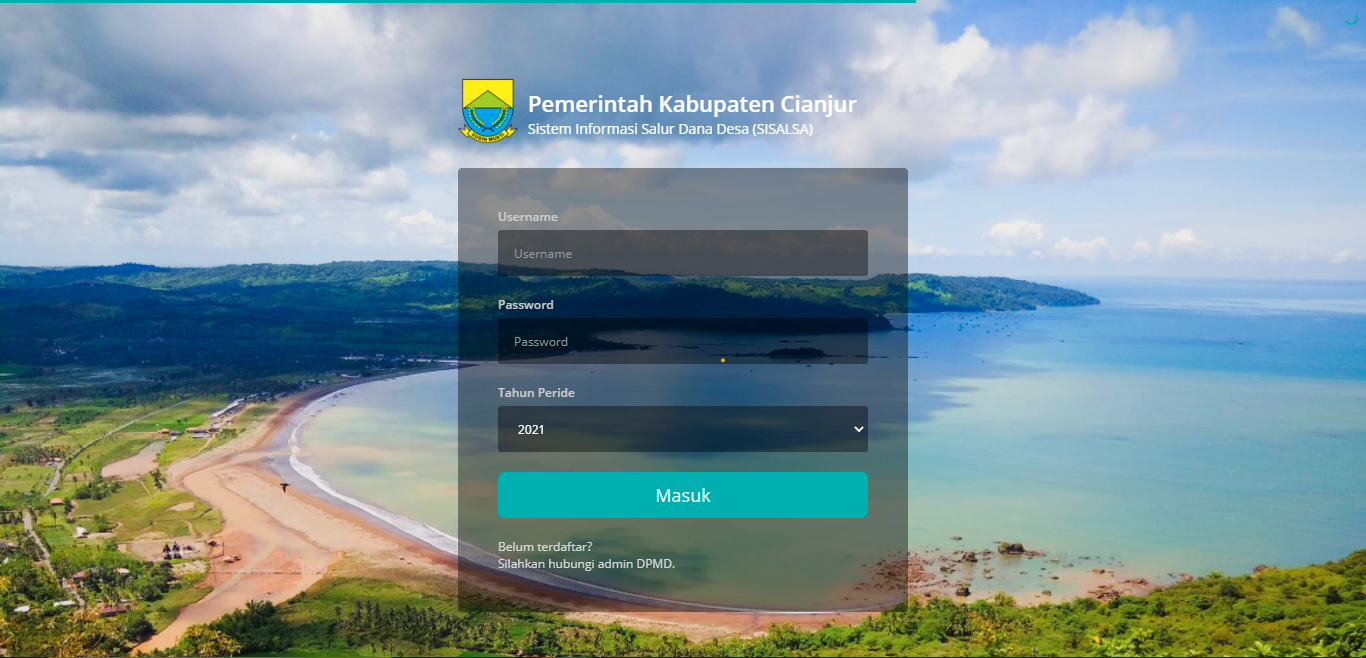 Pemerintah Kabupaten Cianjur
Sistem Informasi Salur Dana Desa (SISALSA)
Username
Username
Password
Password
Tahun Peride
2021
Masuk
Belum terdaftar?
Silahkan hubungi admin DPMD.